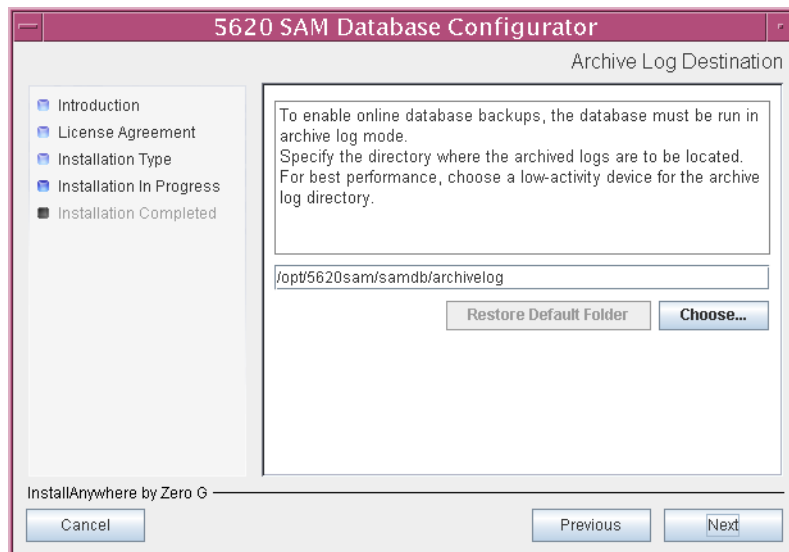 5620 SAM Database Configurator
Archive Log Destination
Introduction
License Agreement
Installation Type
Installation In Progress
Installation Completed
To enable online database backups, the database must be run in
archive log mode.
Specify the directory where the archived logs are to be located.
For best performance, choose a low-activity device for the archive
log directory.
/opt/5620sam/samdb/archivelog
Restore Default Folder
Choose...
InstallAnywhere by Zero G
Cancel
Previous
Next